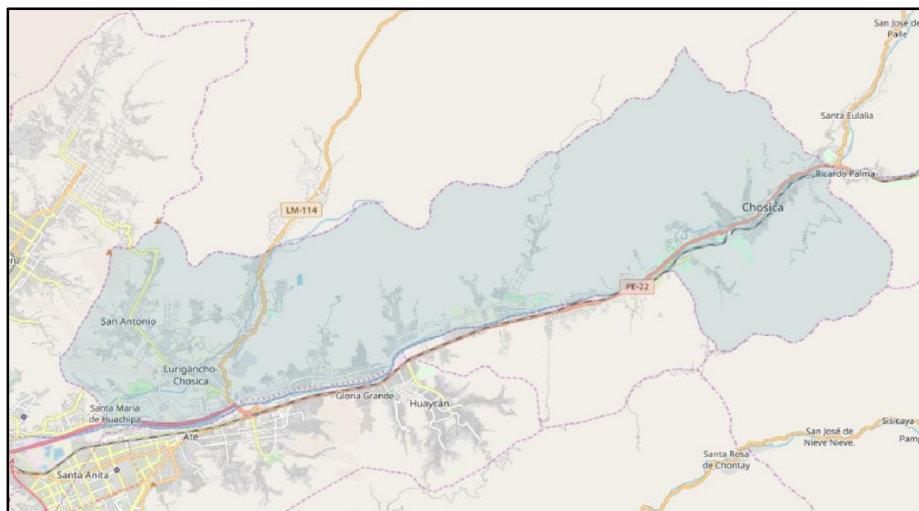 San José de
Palle
Santa Eulalia
Ricardo Palma
Chosica
LM-114
PE-22
San Antonio
Lurigancho-
Chosica
Santa Maria
de Huachipa
Gloria Grande
Huaycán
Ate
Santa Anita
Sisicaya
San José de
Nieve Nieve.
Pamp
Santa Rosa
de Chontay